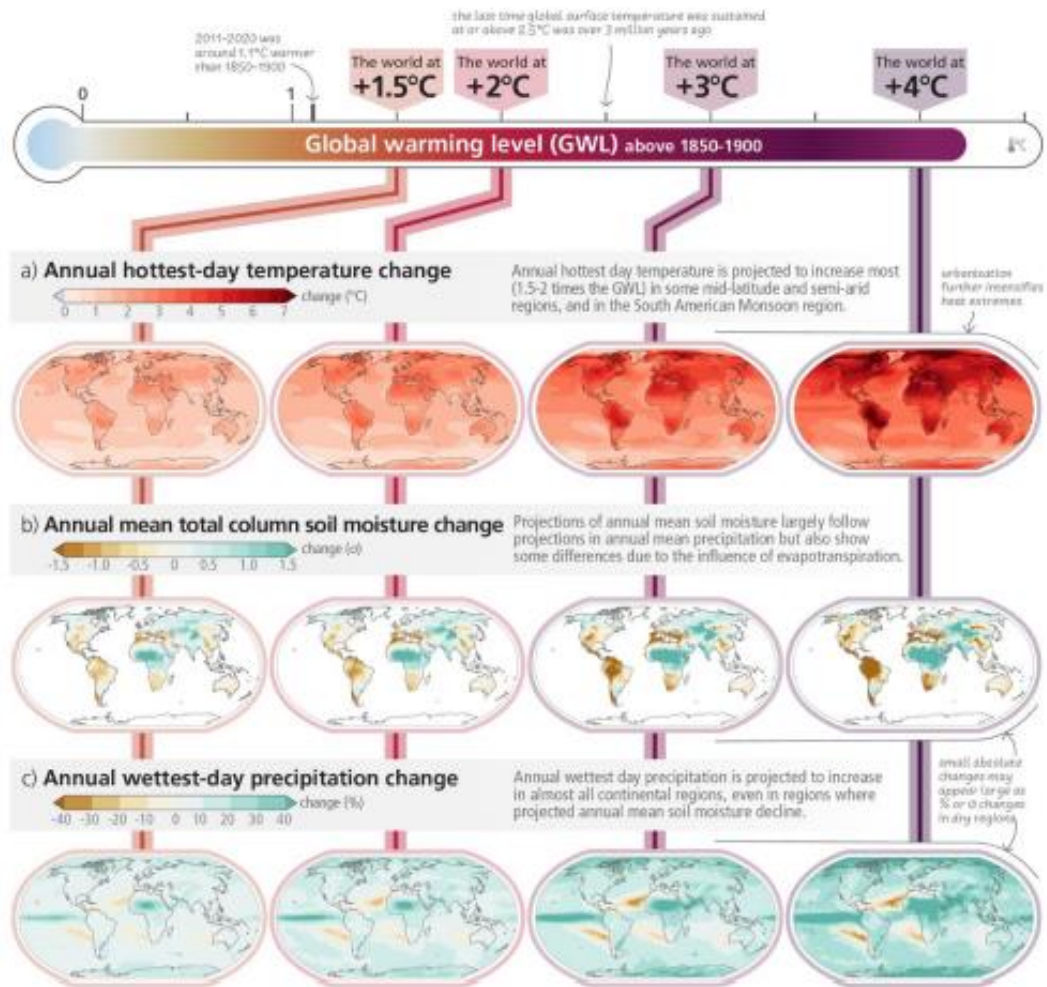 the last time global surface temperature was sustained
at or above 2.5°C was over 3 million years ago
2011-2020 was
around 1.1°C warmer
than 1850-1900
The world at
+1.5°C
The world at
+2°C
The world at
+3°C
The world at
+4°C
0
1
Global warming level (GWL) above 1850-1900
°C
a) Annual hottest-day temperature change
change (°C)
0 1 2 3 4 5 6 7
Annual hottest day temperature is projected to increase most
(1.5-2 times the GWL) in some mid-latitude and semi-arid
regions, and in the South American Monsoon region.
urbanisation
further intensifies
heat extremes
b) Annual mean total column soil moisture change
change (σ)
-1.5 -1.0 -0.5 0 0.5 1.0 1.5
Projections of annual mean soil moisture largely follow
projections in annual mean precipitation but also show
some differences due to the influence of evapotranspiration.
c) Annual wettest-day precipitation change
change (%)
-40 -30 -20 -10 0 10 20 30 40
Annual wettest day precipitation is projected to increase
in almost all continental regions, even in regions where
projected annual mean soil moisture decline.
small absolute
changes may
appear large as
% or σ changes
in dry regions